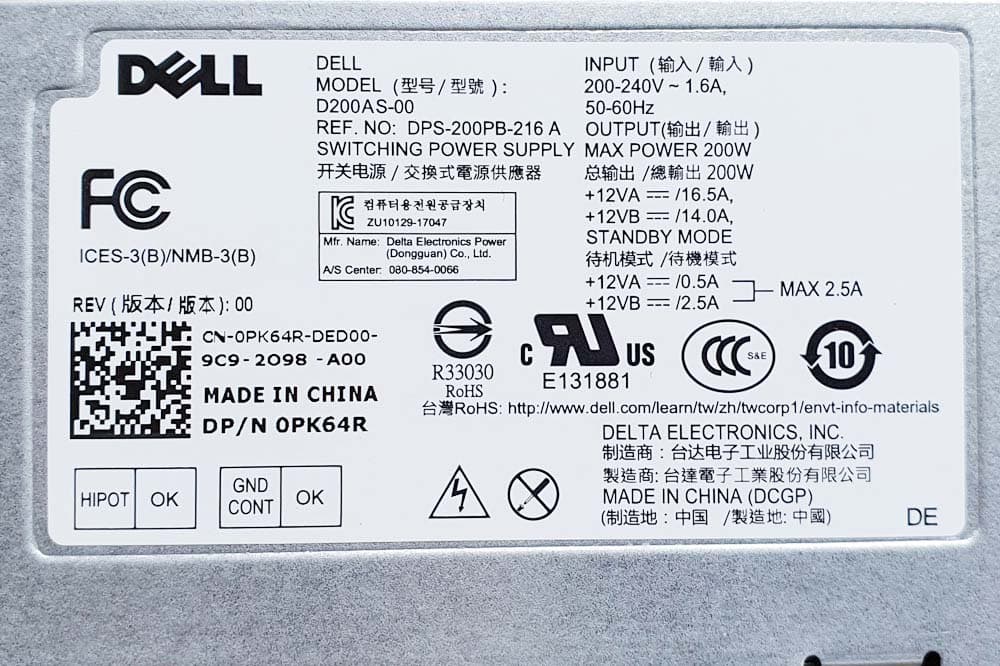 DELL
DELL
MODEL (型号/型號):
D200AS-00
REF. NO: DPS-200PB-216 A
SWITCHING POWER SUPPLY
开关电源 / 交換式電源供應器
컴퓨터용전원공급장치
ZU10129-17047
Mfr. Name: Delta Electronics Power
(Dongguan) Co., Ltd.
A/S Center: 080-854-0066
INPUT (输入/輸入)
200-240V ~ 1.6A,
50-60Hz
OUTPUT(输出/輸出)
MAX POWER 200W
总输出 /總輸出 200W
+12VA ⎓ /16.5A,
+12VB ⎓ /14.0A,
STANDBY MODE
待机模式 /待機模式
+12VA ⎓ /0.5A
+12VB ⎓ /2.5A
MAX 2.5A
FC
ICES-3(B)/NMB-3(B)
REV (版本/版本): 00
CN-0PK64R-DED00-
9C9-2098-A00
MADE IN CHINA
DP/N 0PK64R
R33030
RoHS
C RU US
E131881
CCC S&E
10
台灣RoHS: http://www.dell.com/learn/tw/zh/twcorp1/envt-info-materials
DELTA ELECTRONICS, INC.
制造商：台达电子工业股份有限公司
製造商: 台達電子工業股份有限公司
MADE IN CHINA (DCGP)
(制造地：中国 /製造地: 中國)
HIPOT OK
GND CONT OK
DE